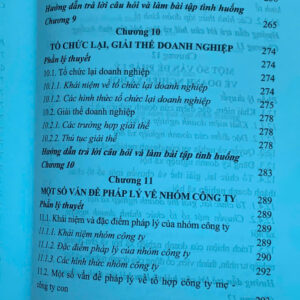 Hướng dẫn trả lời câu hỏi và làm bài tập tình huống
Chương 9 265
Chương 10
TỔ CHỨC LẠI, GIẢI THỂ DOANH NGHIỆP 274
Phần lý thuyết 274
10.1. Tổ chức lại doanh nghiệp 274
10.1.1. Khái niệm về tổ chức lại doanh nghiệp 274
10.1.2. Các hình thức tổ chức lại doanh nghiệp 275
10.2. Giải thể doanh nghiệp 277
10.2.1. Các trường hợp giải thể 277
10.2.2. Thủ tục giải thể 278
Hướng dẫn trả lời câu hỏi và làm bài tập tình huống
Chương 10 283
Chương 11
MỘT SỐ VẤN ĐỀ PHÁP LÝ VỀ NHÓM CÔNG TY 289
Phần lý thuyết 289
11.1. Khái niệm và đặc điểm pháp lý của nhóm công ty 289
11.1.1. Khái niệm nhóm công ty 289
11.1.2. Đặc điểm pháp lý của nhóm công ty 290
11.1.3. Các hình thức nhóm công ty 291
11.2. Một số vấn đề pháp lý về tổ hợp công ty mẹ -
công ty con 292